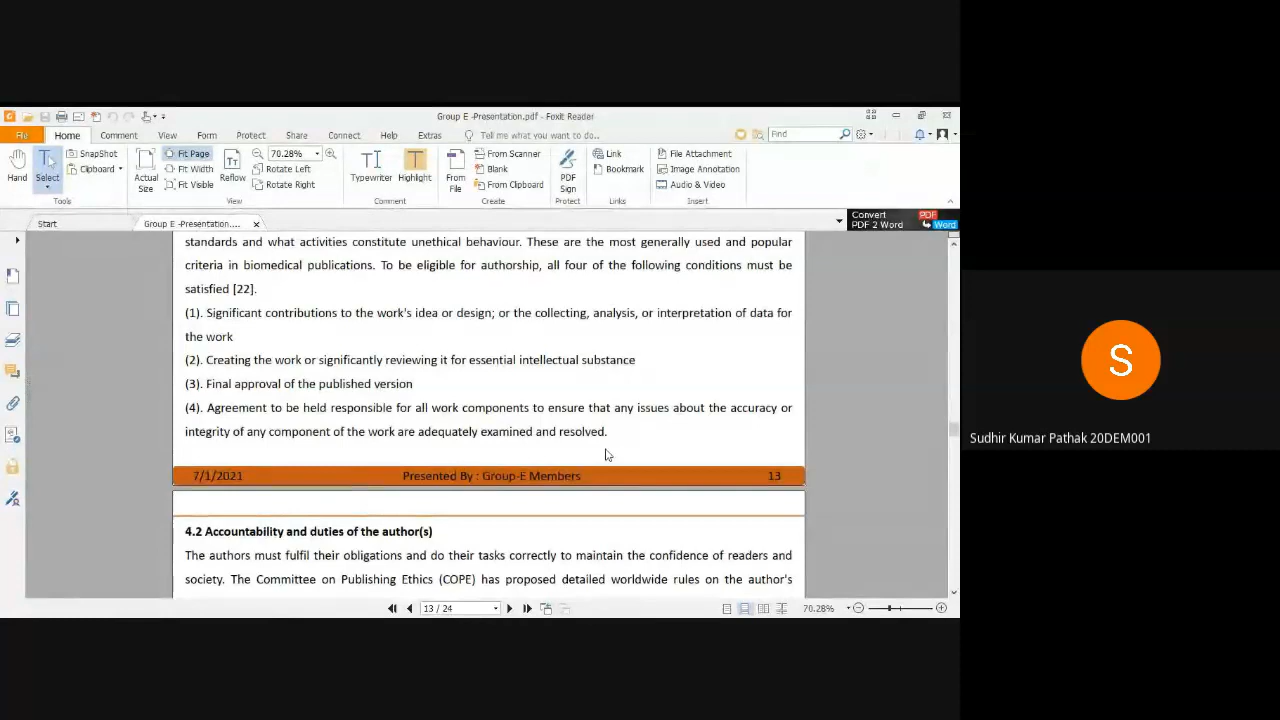 Group E -Presentation.pdf - Foxit Reader
File Home Comment View Form Protect Share Connect Help Extras Tell me what you want to do.. Find
Hand
Select
SnapShot
Clipboard
Tools
Actual Size
Fit Page
Fit Width
Fit Visible
Reflow
70.28%
Rotate Left
Rotate Right
View
Typewriter
Highlight
Comment
From File
From Scanner
Blank
From Clipboard
Create
PDF Sign
Protect
Link
Bookmark
Links
File Attachment
Image Annotation
Audio & Video
Insert
Start
Group E -Presentation....
Convert PDF
PDF 2 Word Word
standards and what activities constitute unethical behaviour. These are the most generally used and popular
criteria in biomedical publications. To be eligible for authorship, all four of the following conditions must be
satisfied [22].
(1). Significant contributions to the work's idea or design; or the collecting, analysis, or interpretation of data for
the work
(2). Creating the work or significantly reviewing it for essential intellectual substance
(3). Final approval of the published version
(4). Agreement to be held responsible for all work components to ensure that any issues about the accuracy or
integrity of any component of the work are adequately examined and resolved.
7/1/2021 Presented By : Group-E Members 13
4.2 Accountability and duties of the author(s)
The authors must fulfil their obligations and do their tasks correctly to maintain the confidence of readers and
society. The Committee on Publishing Ethics (COPE) has proposed detailed worldwide rules on the author's
13 / 24
70.28%
S
Sudhir Kumar Pathak 20DEM001